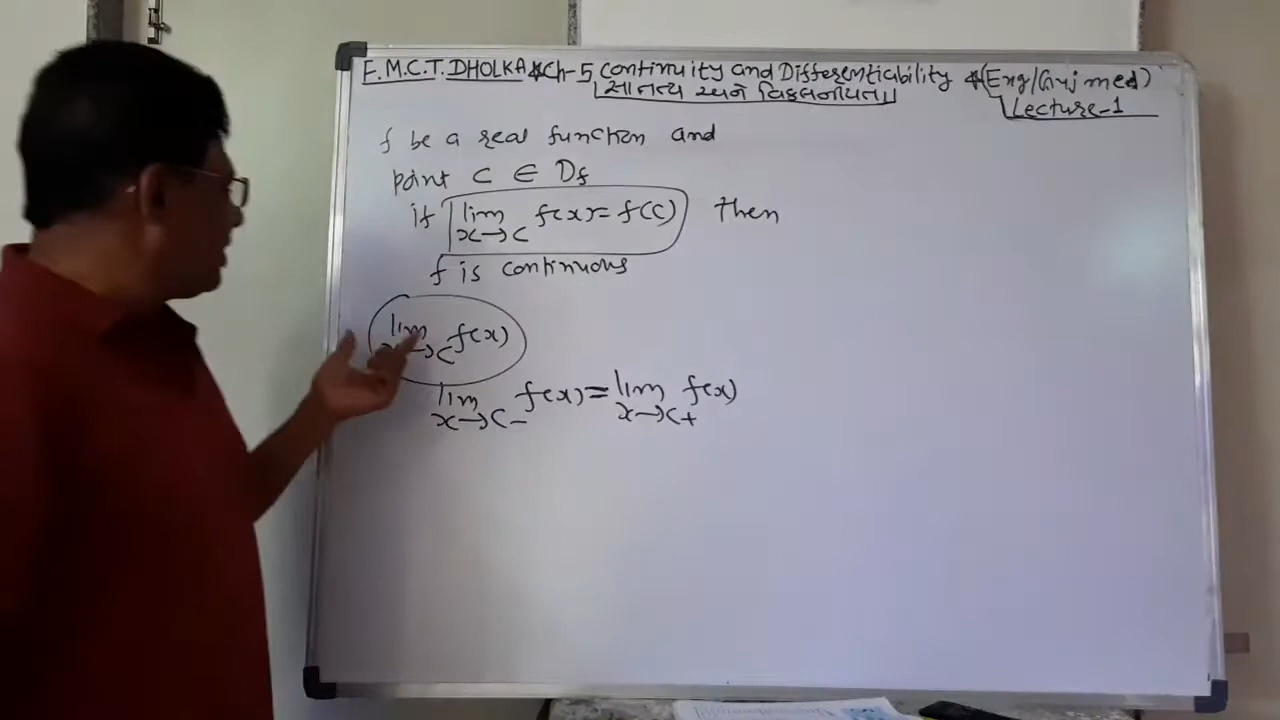 F.M.C.T. DHOLKA * Ch-5 Continuity and Differentiability * (Eng/Guj med)
સાતત્ય અને વિકલનીયતા Lecture-1
f be a real function and
point C ∈ Df
if lim x→c f(x) = f(c) then
f is continuous
lim x→c f(x)
lim x→c- f(x) = lim x→c+ f(x)